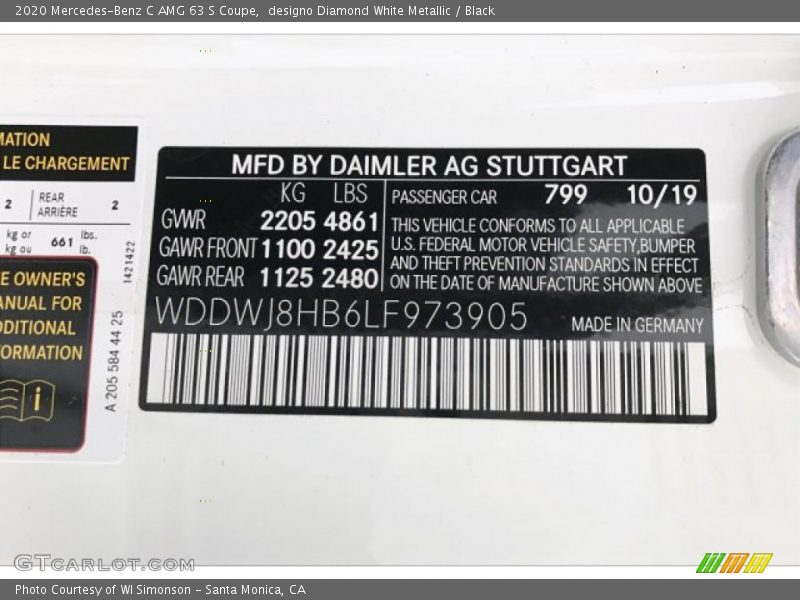 2020 Mercedes-Benz C AMG 63 S Coupe,  designo Diamond White Metallic / Black
MATION
LE CHARGEMENT
2 REAR ARRIÈRE 2
kg or
kg ou 661 lbs. lb.
E OWNER'S
ANUAL FOR
DDITIONAL
FORMATION
i
A 205 584 44 25
1421422
MFD BY DAIMLER AG STUTTGART
KG LBS
GVWR 2205 4861
GAWR FRONT 1100 2425
GAWR REAR 1125 2480
PASSENGER CAR 799 10/19
THIS VEHICLE CONFORMS TO ALL APPLICABLE
U.S. FEDERAL MOTOR VEHICLE SAFETY,BUMPER
AND THEFT PREVENTION STANDARDS IN EFFECT
ON THE DATE OF MANUFACTURE SHOWN ABOVE
WDDWJ8HB6LF973905
MADE IN GERMANY
GTCARLOT.COM
Photo Courtesy of WI Simonson - Santa Monica, CA